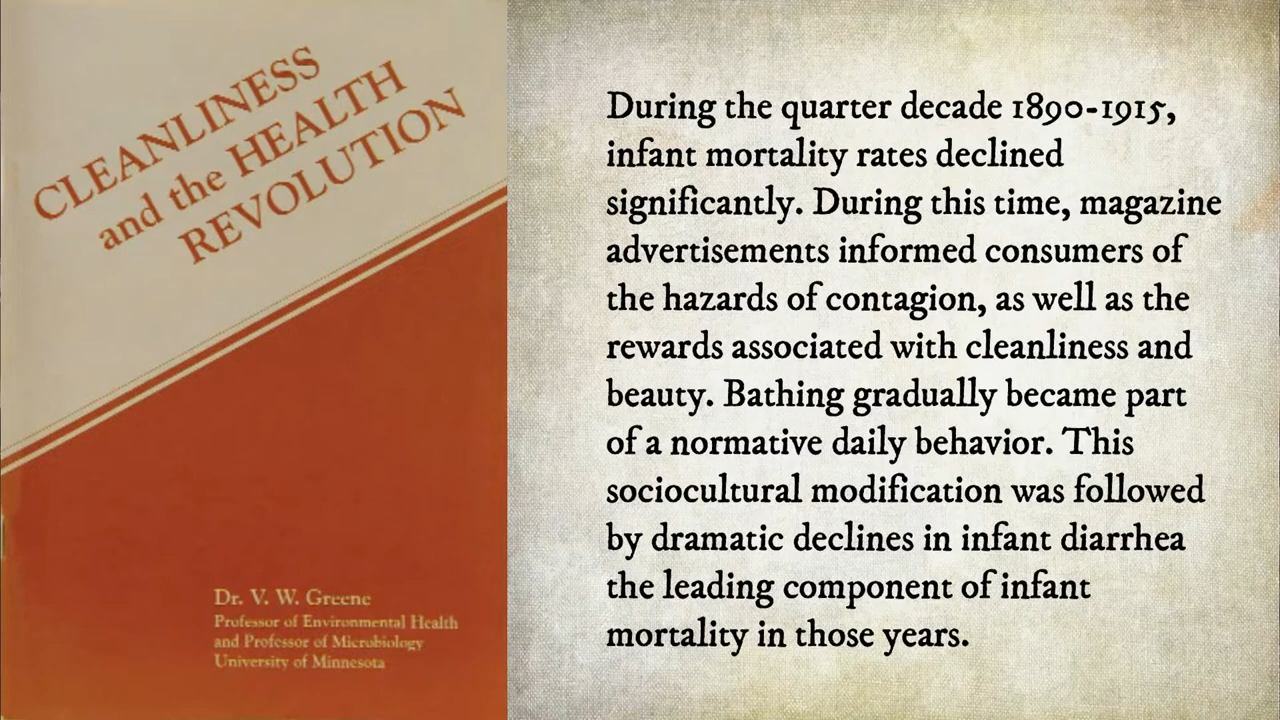 CLEANLINESS
and the HEALTH
REVOLUTION
Dr. V. W. Greene
Professor of Environmental Health
and Professor of Microbiology
University of Minnesota
During the quarter decade 1890-1915,
infant mortality rates declined
significantly. During this time, magazine
advertisements informed consumers of
the hazards of contagion, as well as the
rewards associated with cleanliness and
beauty. Bathing gradually became part
of a normative daily behavior. This
sociocultural modification was followed
by dramatic declines in infant diarrhea
the leading component of infant
mortality in those years.